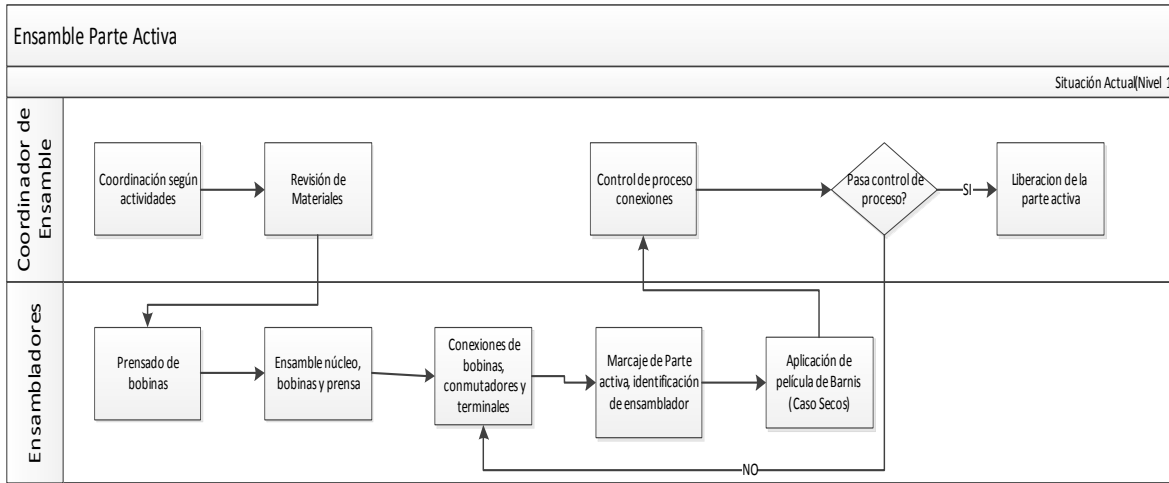 Ensamble Parte Activa
Situación Actual(Nivel 1
Coordinador de
Ensamble
Coordinación según
actividades
Revisión de
Materiales
Control de proceso
conexiones
Pasa control de
proceso?
SI
Liberacion de la
parte activa
Ensambladores
Prensado de
bobinas
Ensamble núcleo,
bobinas y prensa
Conexiones de
bobinas,
conmutadores y
terminales
Marcaje de Parte
activa, identificación
de ensamblador
Aplicación de
película de Barnis
(Caso Secos)
NO